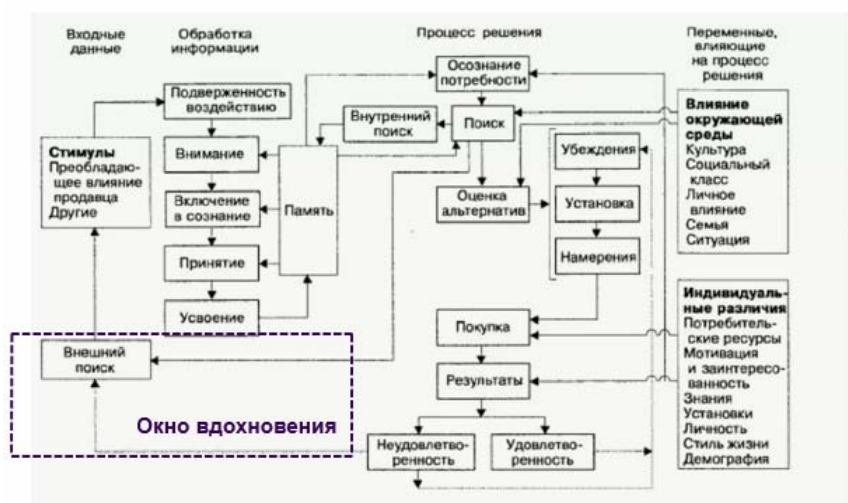 Входные
данные
Обработка
информации
Процесс решения
Переменные,
влияющие
на процесс
решения
Подверженность
воздействию
Внимание
Включение
в сознание
Принятие
Усвоение
Стимулы
Преобладаю-
щее влияние
продавца
Другие
Внешний
поиск
Память
Внутренний
поиск
Осознание
потребности
Поиск
Оценка
альтернатив
Убеждения
Установка
Намерения
Покупка
Результаты
Неудовлетво-
ренность
Удовлетво-
ренность
Влияние
окружающей
среды
Культура
Социальный
класс
Личное
влияние
Семья
Ситуация
Индивидуаль-
ные различия
Потребитель-
ские ресурсы
Мотивация
и заинтересо-
ванность
Знания
Установки
Личность
Стиль жизни
Демография
Окно вдохновения